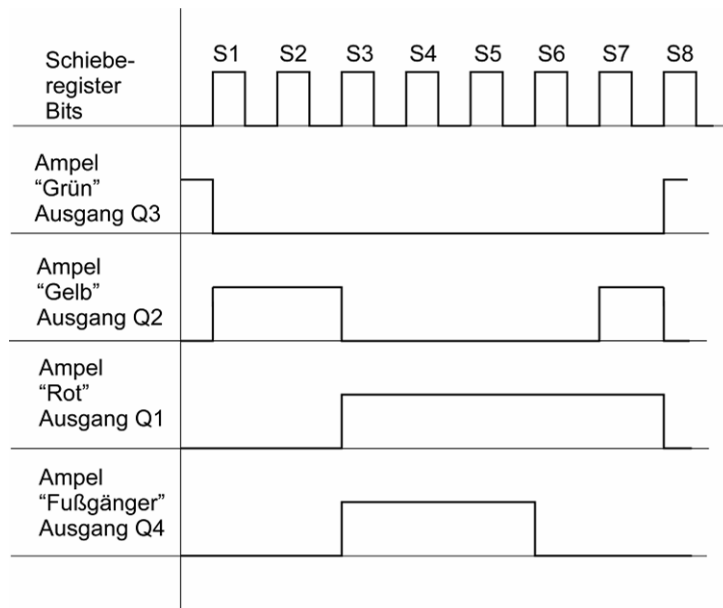 Schiebe-
register
Bits
S1 S2 S3 S4 S5 S6 S7 S8
Ampel
“Grün”
Ausgang Q3
Ampel
“Gelb”
Ausgang Q2
Ampel
“Rot”
Ausgang Q1
Ampel
“Fußgänger”
Ausgang Q4